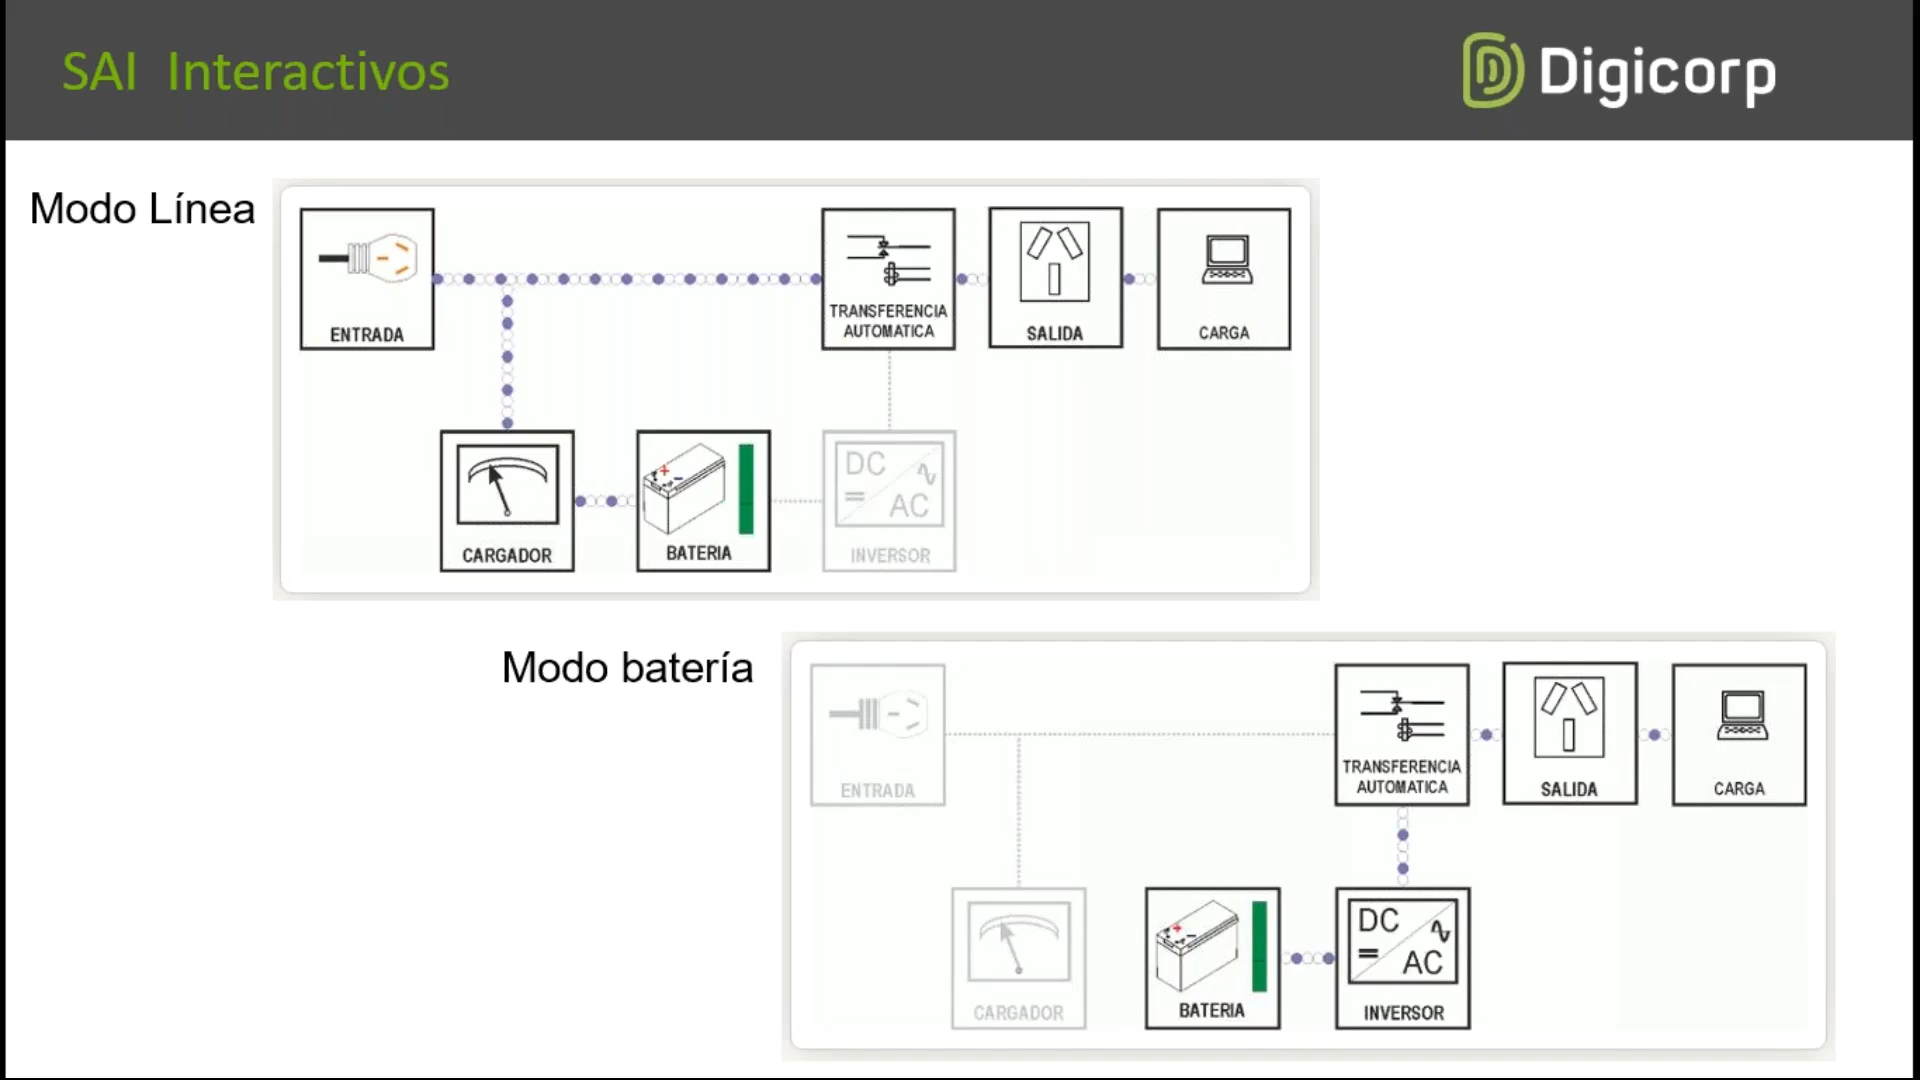 SAI Interactivos
Digicorp
Modo Línea
ENTRADA
TRANSFERENCIA
AUTOMATICA
SALIDA
CARGA
CARGADOR
BATERIA
DC
AC
INVERSOR
Modo batería
ENTRADA
TRANSFERENCIA
AUTOMATICA
SALIDA
CARGA
CARGADOR
BATERIA
DC
AC
INVERSOR